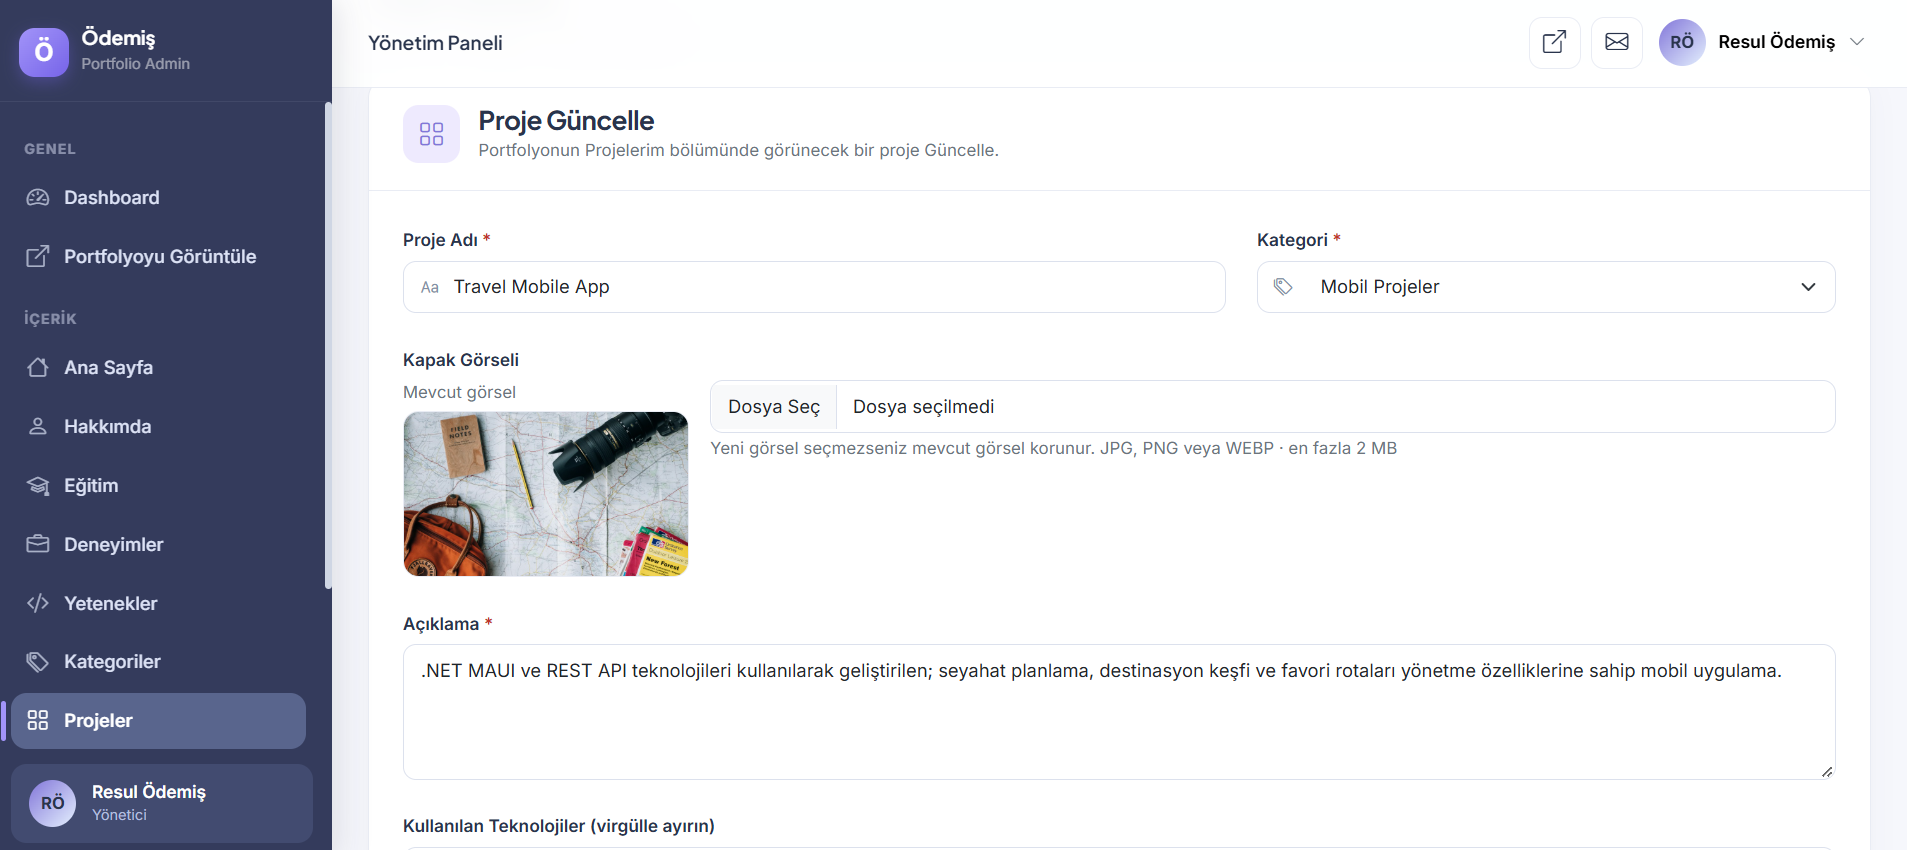 Ö
Ödemiş
Portfolio Admin
GENEL
Dashboard
Portfolyoyu Görüntüle
İÇERİK
Ana Sayfa
Hakkımda
Eğitim
Deneyimler
Yetenekler
Kategoriler
Projeler
RÖ
Resul Ödemiş
Yönetici
Yönetim Paneli
RÖ
Resul Ödemiş
Proje Güncelle
Portfolyonun Projelerim bölümünde görünecek bir proje Güncelle.
Proje Adı *
Aa Travel Mobile App
Kategori *
Mobil Projeler
Kapak Görseli
Mevcut görsel
FIELD
NOTES
New Forest
Dosya Seç Dosya seçilmedi
Yeni görsel seçmezseniz mevcut görsel korunur. JPG, PNG veya WEBP · en fazla 2 MB
Açıklama *
.NET MAUI ve REST API teknolojileri kullanılarak geliştirilen; seyahat planlama, destinasyon keşfi ve favori rotaları yönetme özelliklerine sahip mobil uygulama.
Kullanılan Teknolojiler (virgülle ayırın)